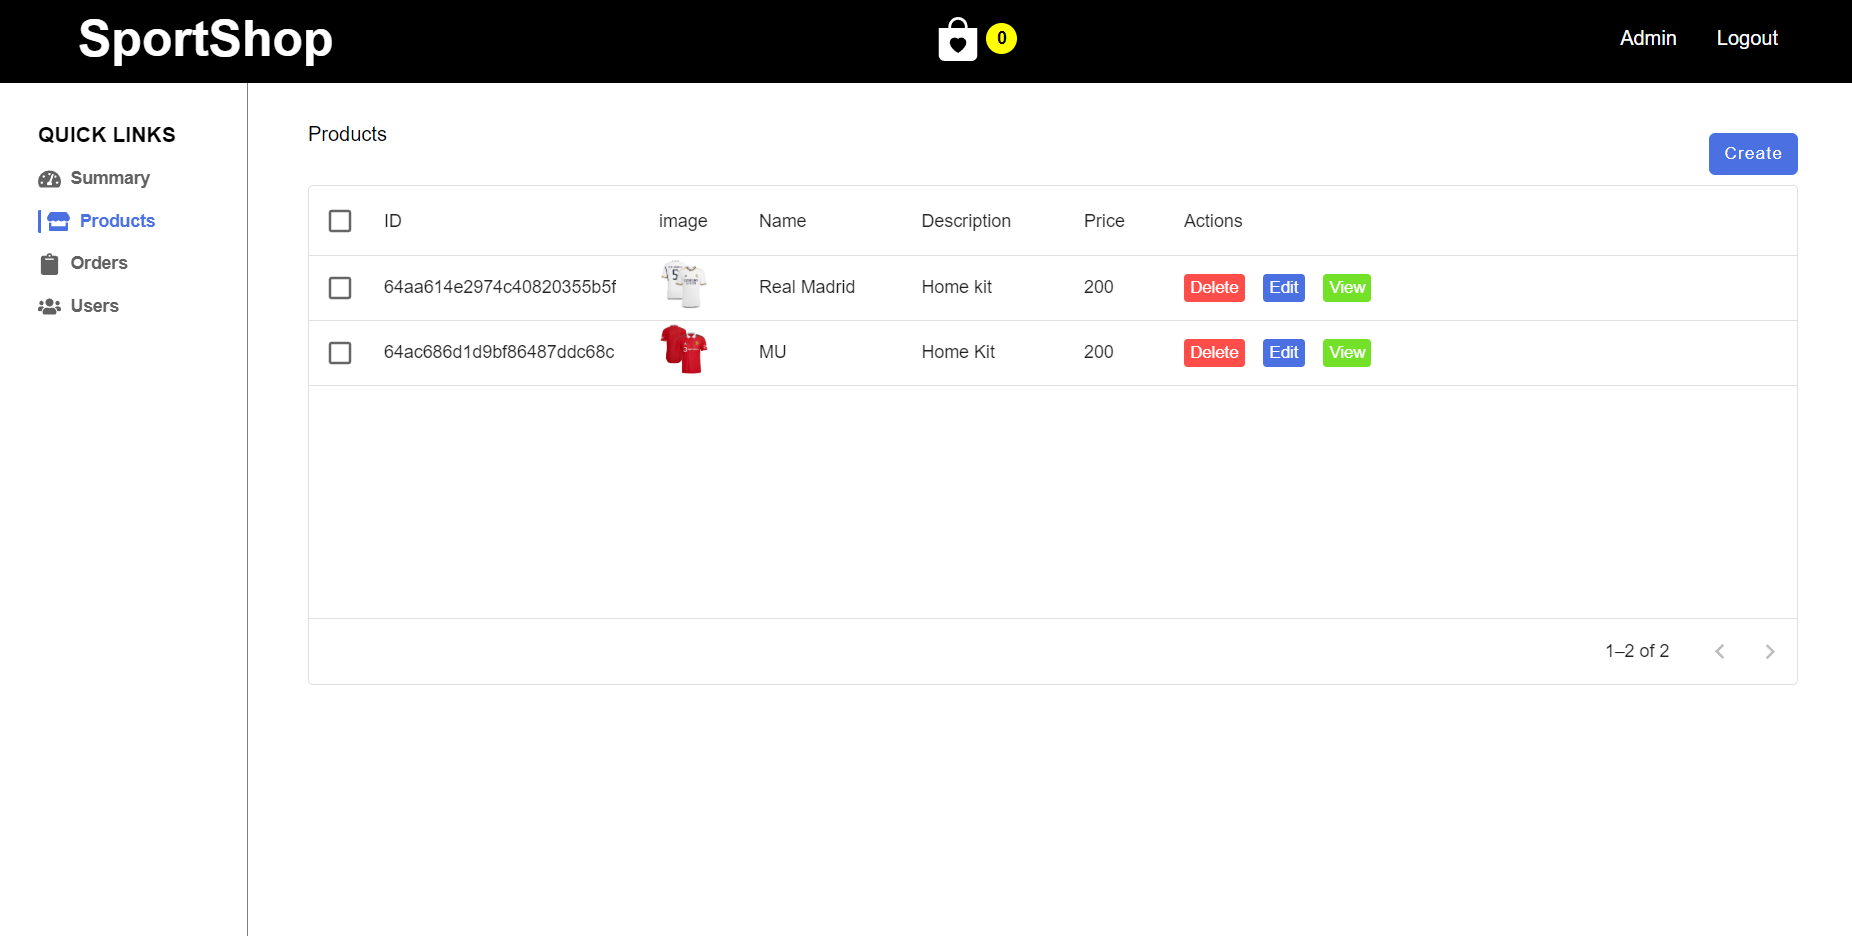 SportShop
0
Admin Logout
QUICK LINKS
Summary
Products
Orders
Users
Products
Create
ID image Name Description Price Actions
64aa614e2974c40820355b5f 5 Real Madrid Home kit 200 Delete Edit View
64ac686d1d9bf86487ddc68c MU Home Kit 200 Delete Edit View
1–2 of 2